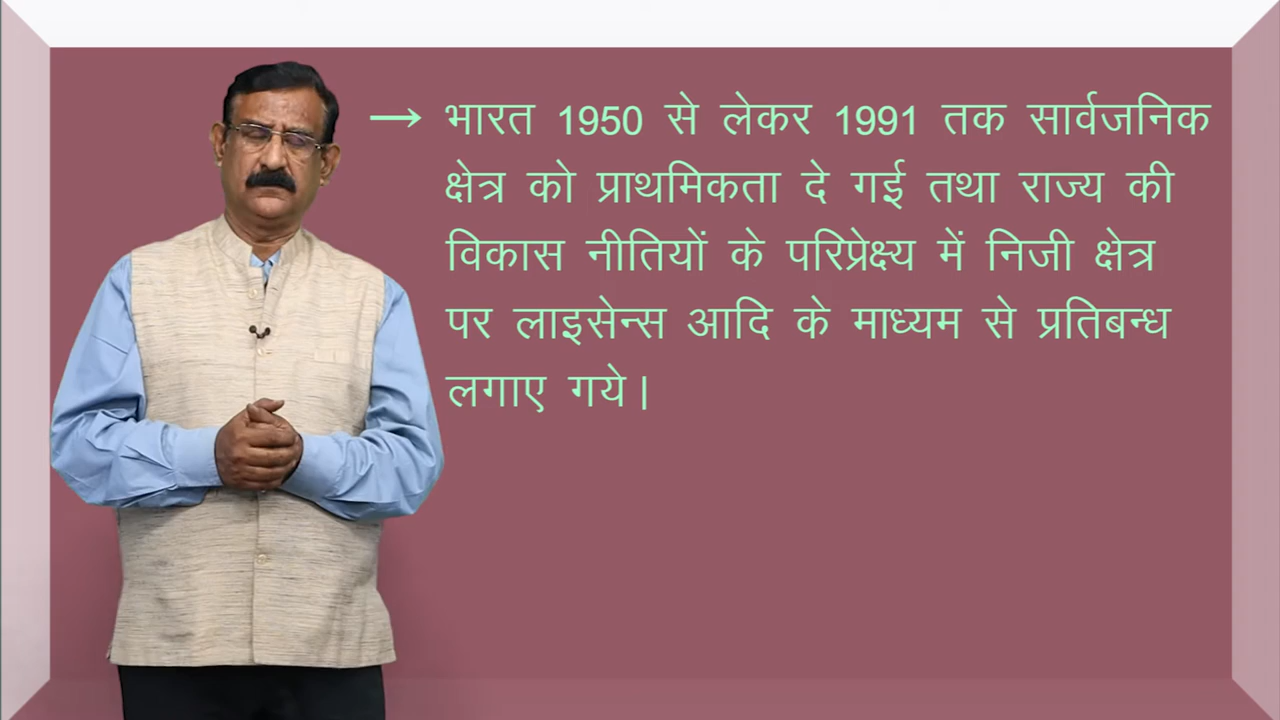 → भारत 1950 से लेकर 1991 तक सार्वजनिक
क्षेत्र को प्राथमिकता दे गई तथा राज्य की
विकास नीतियों के परिप्रेक्ष्य में निजी क्षेत्र
पर लाइसेन्स आदि के माध्यम से प्रतिबन्ध
लगाए गये।